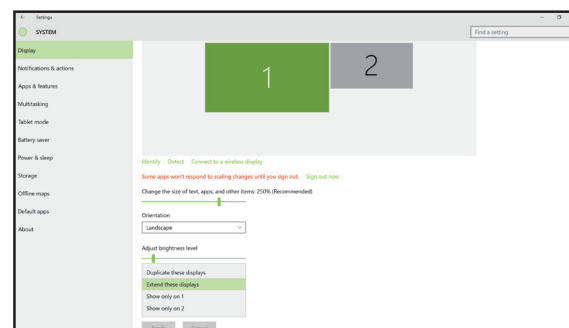 Settings
SYSTEM
Find a setting
Display
Notifications & actions
Apps & features
Multitasking
Tablet mode
Battery saver
Power & sleep
Storage
Offline maps
Default apps
About
1
2
Identify Detect Connect to a wireless display
Some apps won't respond to scaling changes until you sign out. Sign out now
Change the size of text, apps, and other items: 250% (Recommended)
Orientation
Landscape
Adjust brightness level
Duplicate these displays
Extend these displays
Show only on 1
Show only on 2